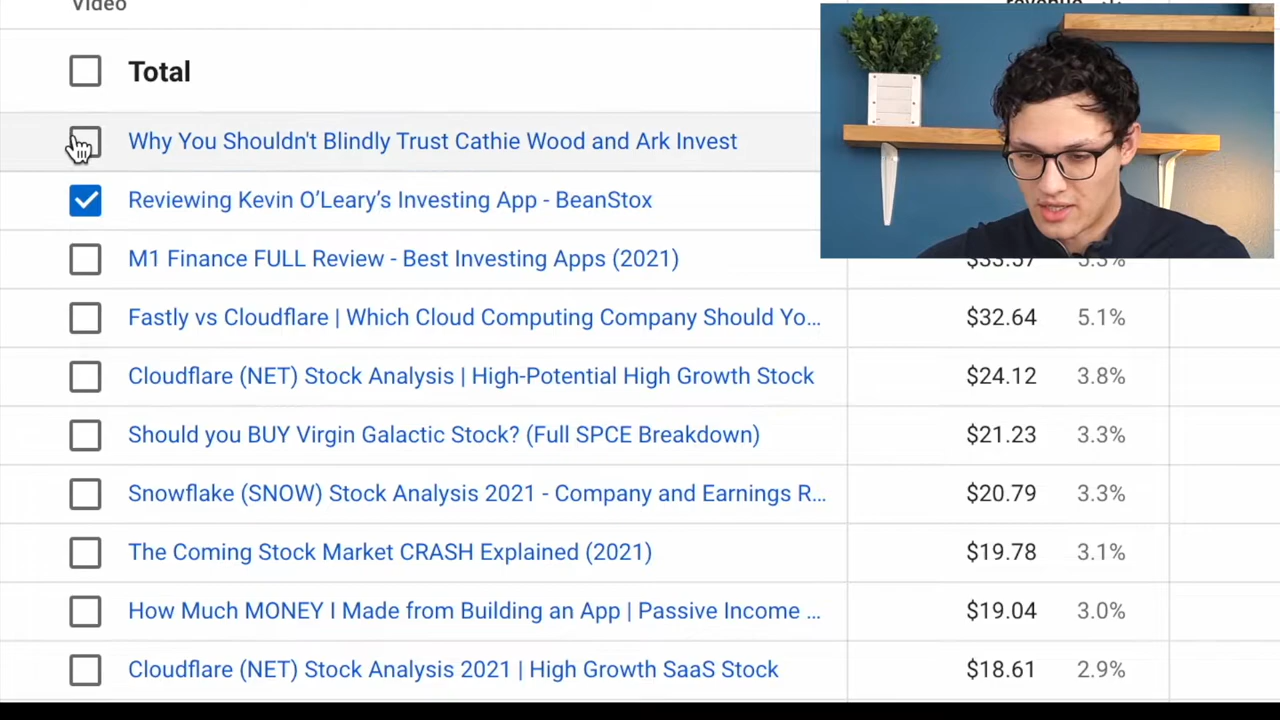 Video
revenue
Total
Why You Shouldn't Blindly Trust Cathie Wood and Ark Invest
Reviewing Kevin O’Leary’s Investing App - BeanStox
M1 Finance FULL Review - Best Investing Apps (2021) $33.57 5.3%
Fastly vs Cloudflare | Which Cloud Computing Company Should Yo... $32.64 5.1%
Cloudflare (NET) Stock Analysis | High-Potential High Growth Stock $24.12 3.8%
Should you BUY Virgin Galactic Stock? (Full SPCE Breakdown) $21.23 3.3%
Snowflake (SNOW) Stock Analysis 2021 - Company and Earnings R... $20.79 3.3%
The Coming Stock Market CRASH Explained (2021) $19.78 3.1%
How Much MONEY I Made from Building an App | Passive Income ... $19.04 3.0%
Cloudflare (NET) Stock Analysis 2021 | High Growth SaaS Stock $18.61 2.9%